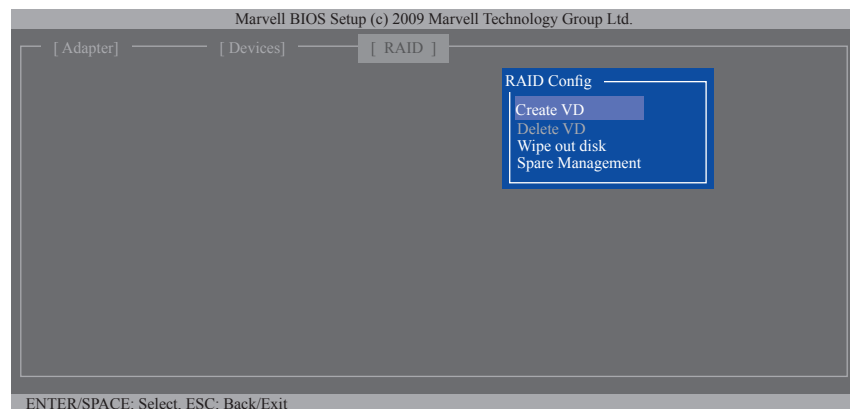 Marvell BIOS Setup (c) 2009 Marvell Technology Group Ltd.
[ Adapter] [ Devices] [ RAID ]
RAID Config
Create VD
Delete VD
Wipe out disk
Spare Management
ENTER/SPACE: Select, ESC: Back/Exit